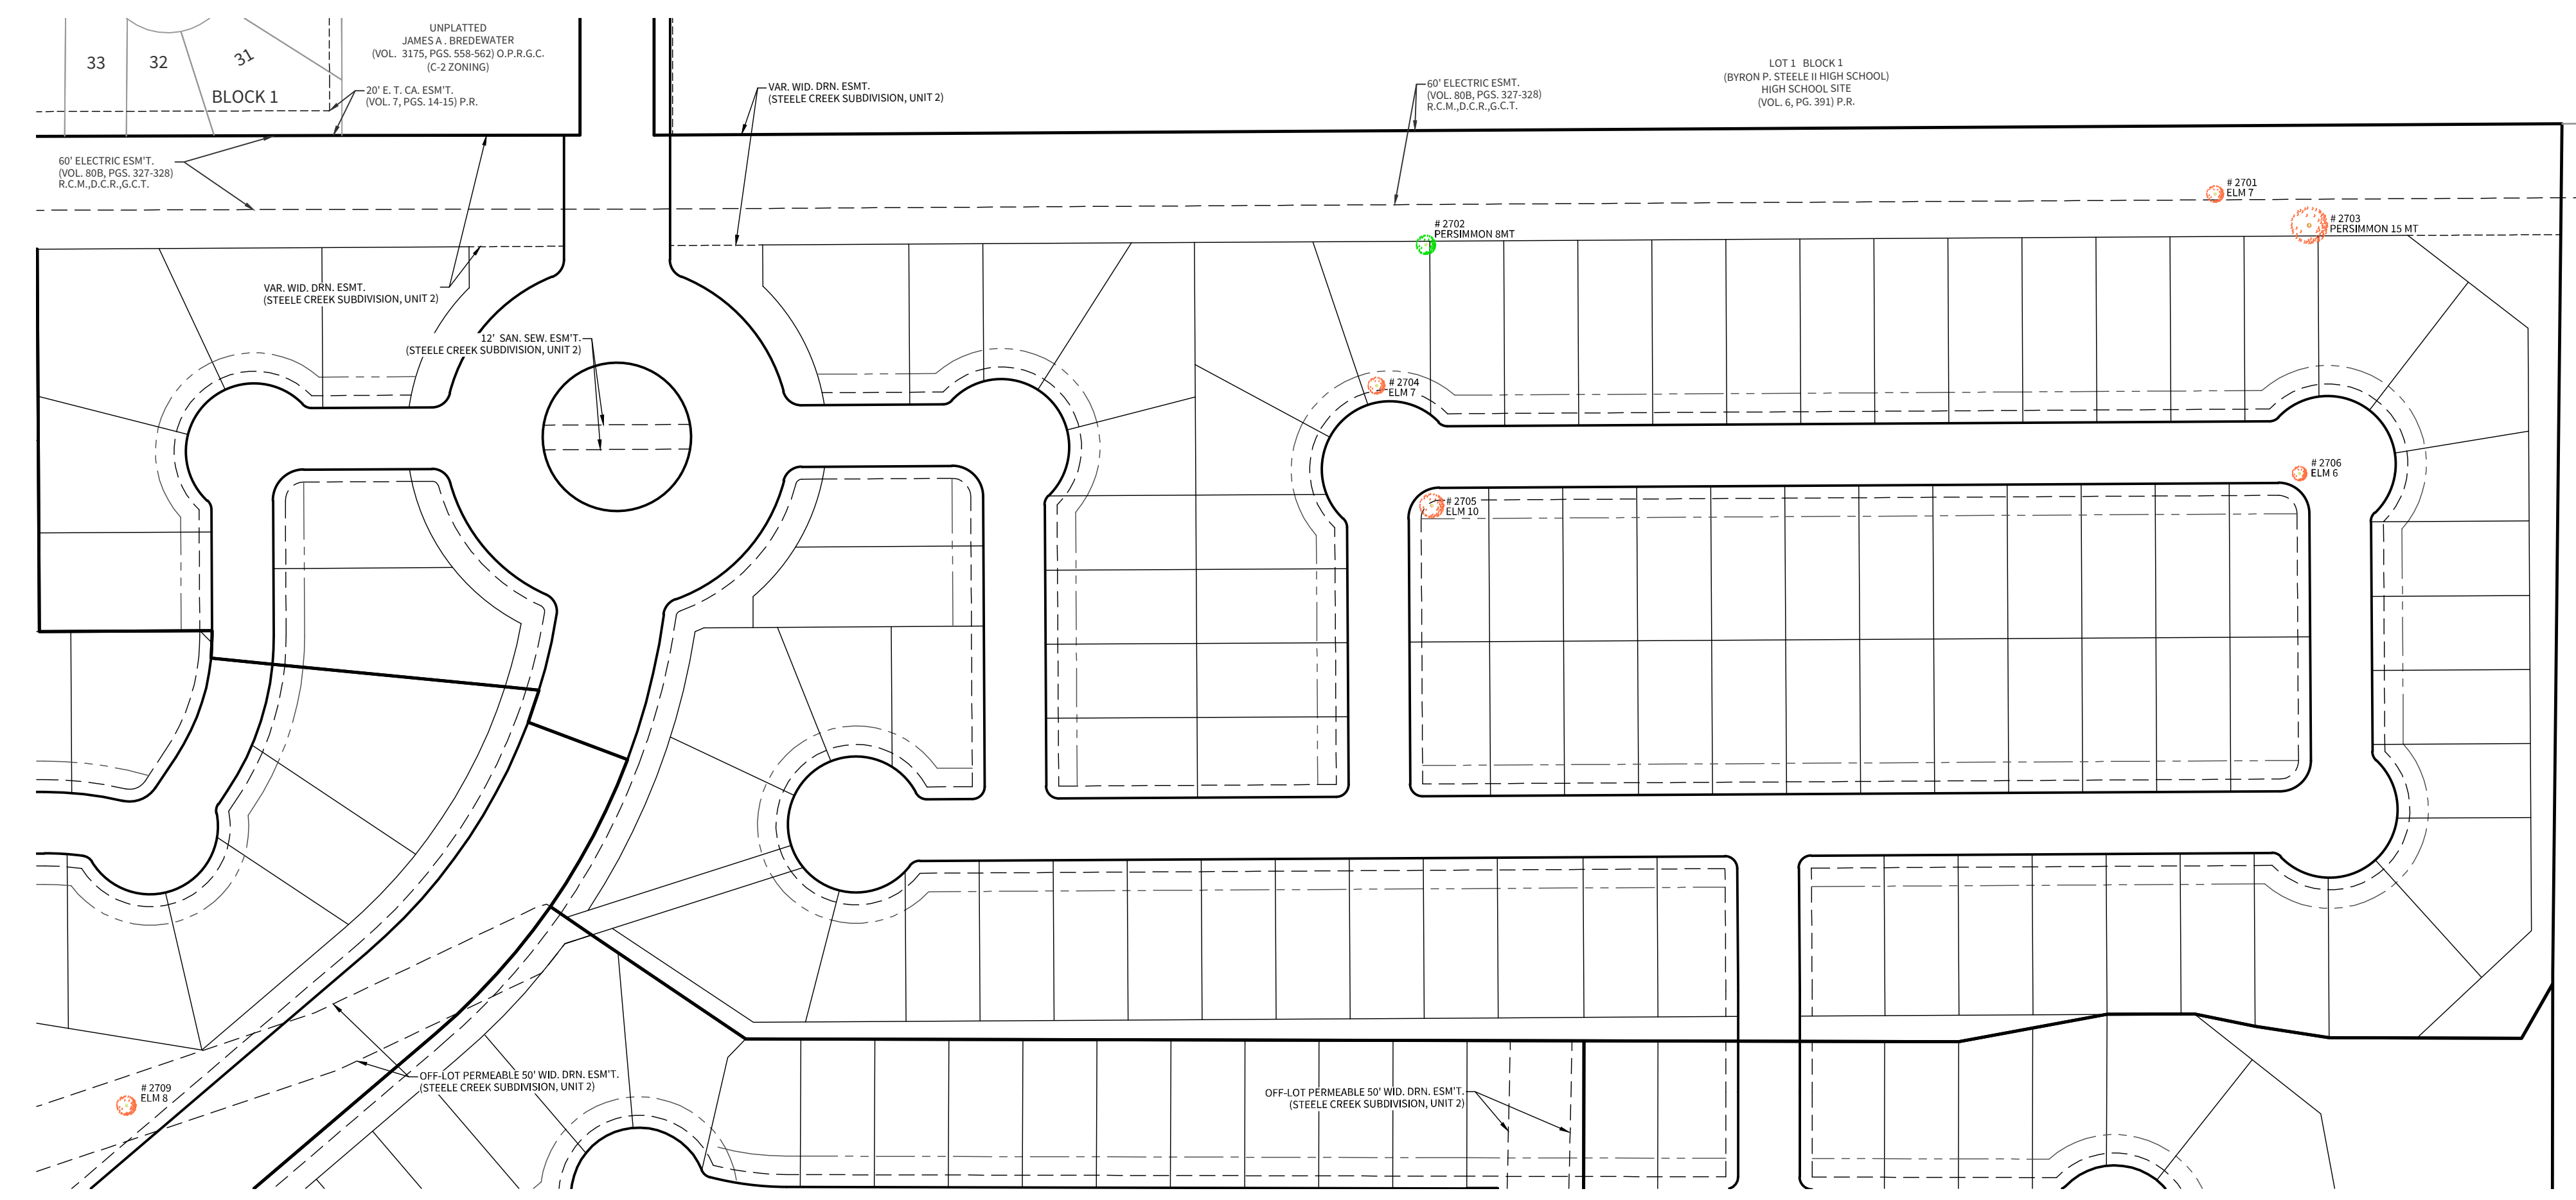 33
32
31
BLOCK 1
UNPLATTED
JAMES A . BREDEWATER
(VOL. 3175, PGS. 558-562) O.P.R.G.C.
(C-2 ZONING)
20' E. T. CA. ESM'T.
(VOL. 7, PGS. 14-15) P.R.
VAR. WID. DRN. ESMT.
(STEELE CREEK SUBDIVISION, UNIT 2)
60' ELECTRIC ESMT.
(VOL. 80B, PGS. 327-328)
R.C.M.,D.C.R.,G.C.T.
LOT 1 BLOCK 1
(BYRON P. STEELE II HIGH SCHOOL)
HIGH SCHOOL SITE
(VOL. 6, PG. 391) P.R.
60' ELECTRIC ESM'T.
(VOL. 80B, PGS. 327-328)
R.C.M.,D.C.R.,G.C.T.
# 2701
ELM 7
# 2702
PERSIMMON 8MT
# 2703
PERSIMMON 15 MT
VAR. WID. DRN. ESMT.
(STEELE CREEK SUBDIVISION, UNIT 2)
12' SAN. SEW. ESM'T.
(STEELE CREEK SUBDIVISION, UNIT 2)
# 2704
ELM 7
# 2706
ELM 6
# 2705
ELM 10
OFF-LOT PERMEABLE 50' WID. DRN. ESM'T.
(STEELE CREEK SUBDIVISION, UNIT 2)
# 2709
ELM 8
OFF-LOT PERMEABLE 50' WID. DRN. ESM'T.
(STEELE CREEK SUBDIVISION, UNIT 2)